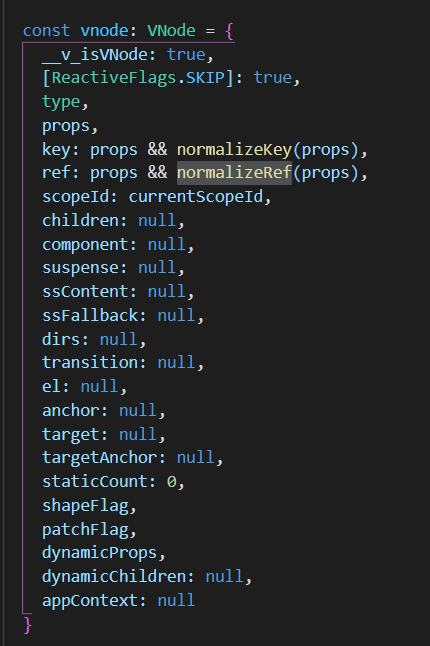 const vnode: VNode = {
__v_isVNode: true,
[ReactiveFlags.SKIP]: true,
type,
props,
key: props && normalizeKey(props),
ref: props && normalizeRef(props),
scopeId: currentScopeId,
children: null,
component: null,
suspense: null,
ssContent: null,
ssFallback: null,
dirs: null,
transition: null,
el: null,
anchor: null,
target: null,
targetAnchor: null,
staticCount: 0,
shapeFlag,
patchFlag,
dynamicProps,
dynamicChildren: null,
appContext: null
}